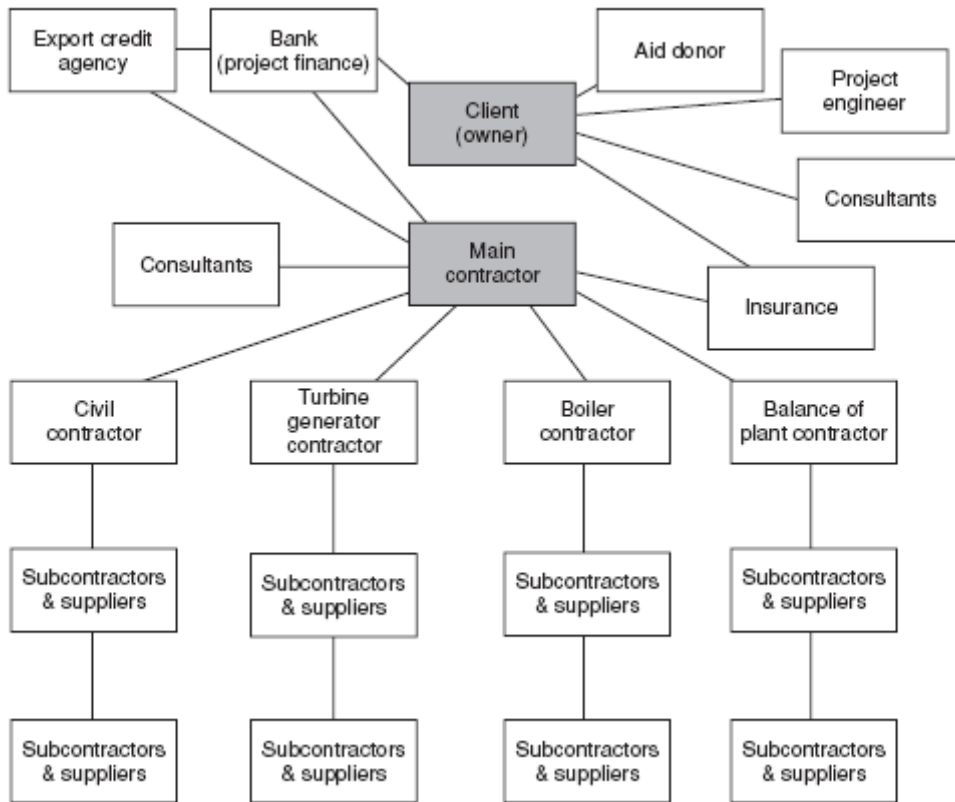 Export credit
agency
Bank
(project finance)
Aid donor
Client
(owner)
Project
engineer
Consultants
Consultants
Main
contractor
Insurance
Civil
contractor
Turbine
generator
contractor
Boiler
contractor
Balance of
plant contractor
Subcontractors
& suppliers
Subcontractors
& suppliers
Subcontractors
& suppliers
Subcontractors
& suppliers
Subcontractors
& suppliers
Subcontractors
& suppliers
Subcontractors
& suppliers
Subcontractors
& suppliers